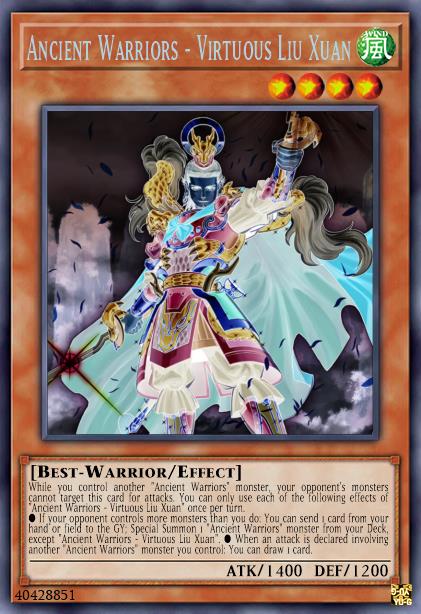 Ancient Warriors - Virtuous Liu Xuan
WIND
風
[Best-Warrior/Effect]
While you control another "Ancient Warriors" monster, your opponent's monsters
cannot target this card for attacks. You can only use each of the following effects of
"Ancient Warriors - Virtuous Liu Xuan" once per turn.
● If your opponent controls more monsters than you do: You can send 1 card from your
hand or field to the GY; Special Summon 1 "Ancient Warriors" monster from your Deck,
except "Ancient Warriors - Virtuous Liu Xuan". ● When an attack is declared involving
another "Ancient Warriors" monster you control: You can draw 1 card.
ATK/1400 DEF/1200
40428851